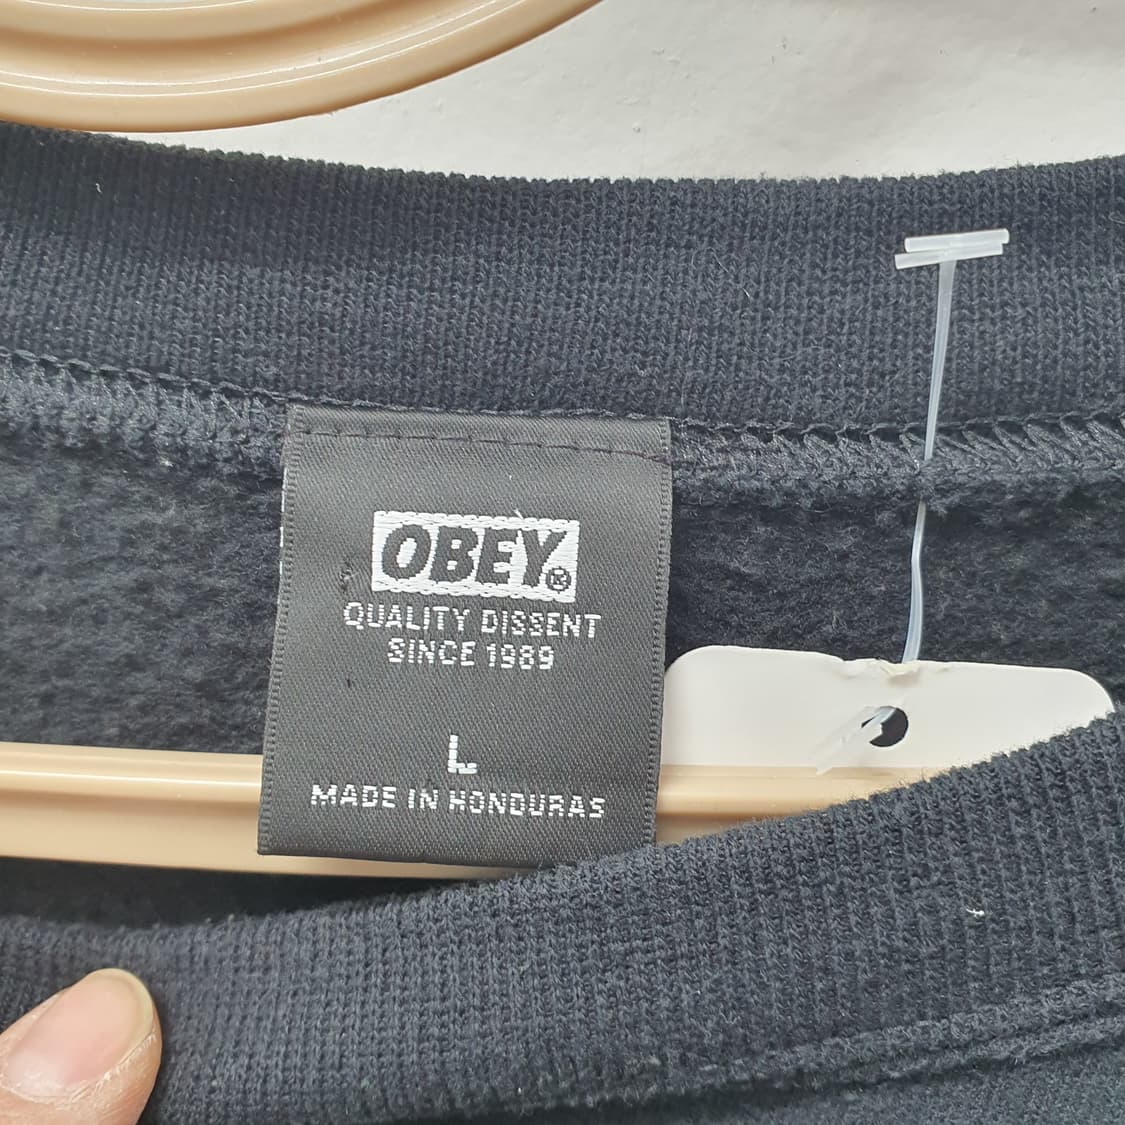 OBEY®
QUALITY DISSENT
SINCE 1989
L
MADE IN HONDURAS